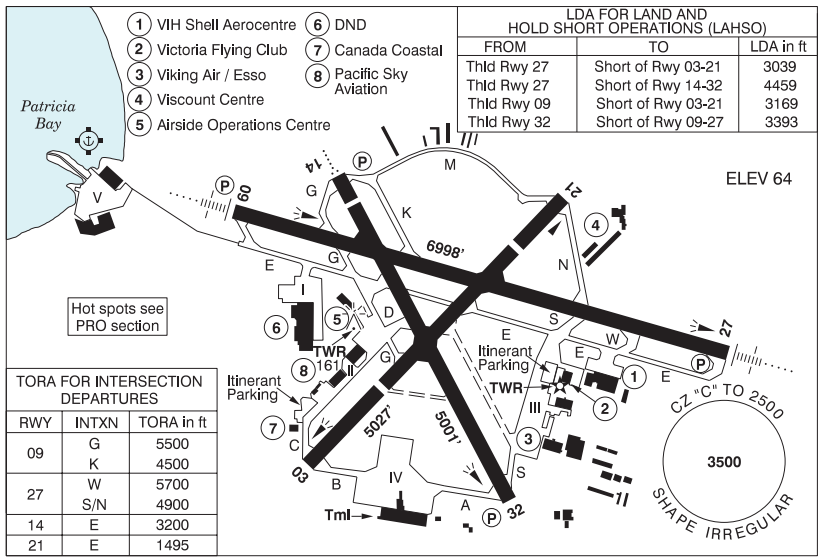 1 VIH Shell Aerocentre
2 Victoria Flying Club
3 Viking Air / Esso
4 Viscount Centre
5 Airside Operations Centre
6 DND
7 Canada Coastal
8 Pacific Sky
Aviation
LDA FOR LAND AND
HOLD SHORT OPERATIONS (LAHSO)
FROM TO LDA in ft
Thld Rwy 27 Short of Rwy 03-21 3039
Thld Rwy 27 Short of Rwy 14-32 4459
Thld Rwy 09 Short of Rwy 03-21 3169
Thld Rwy 32 Short of Rwy 09-27 3393
Patricia
Bay
V
P
09
14
P
G
K
M
21
ELEV 64
4
N
6998'
E
G
I
6
5
D
TWR
161
8
II
G
Itinerant
Parking
7
C
03
B
5027'
5001'
IV
Tml
A
P
32
S
E
S
W
E
27
P
E
Itinerant
Parking
TWR
1
2
III
3
Hot spots see
PRO section
TORA FOR INTERSECTION
DEPARTURES
RWY INTXN TORA in ft
09 G 5500
K 4500
27 W 5700
S/N 4900
14 E 3200
21 E 1495
CZ "C" TO 2500
3500
SHAPE IRREGULAR